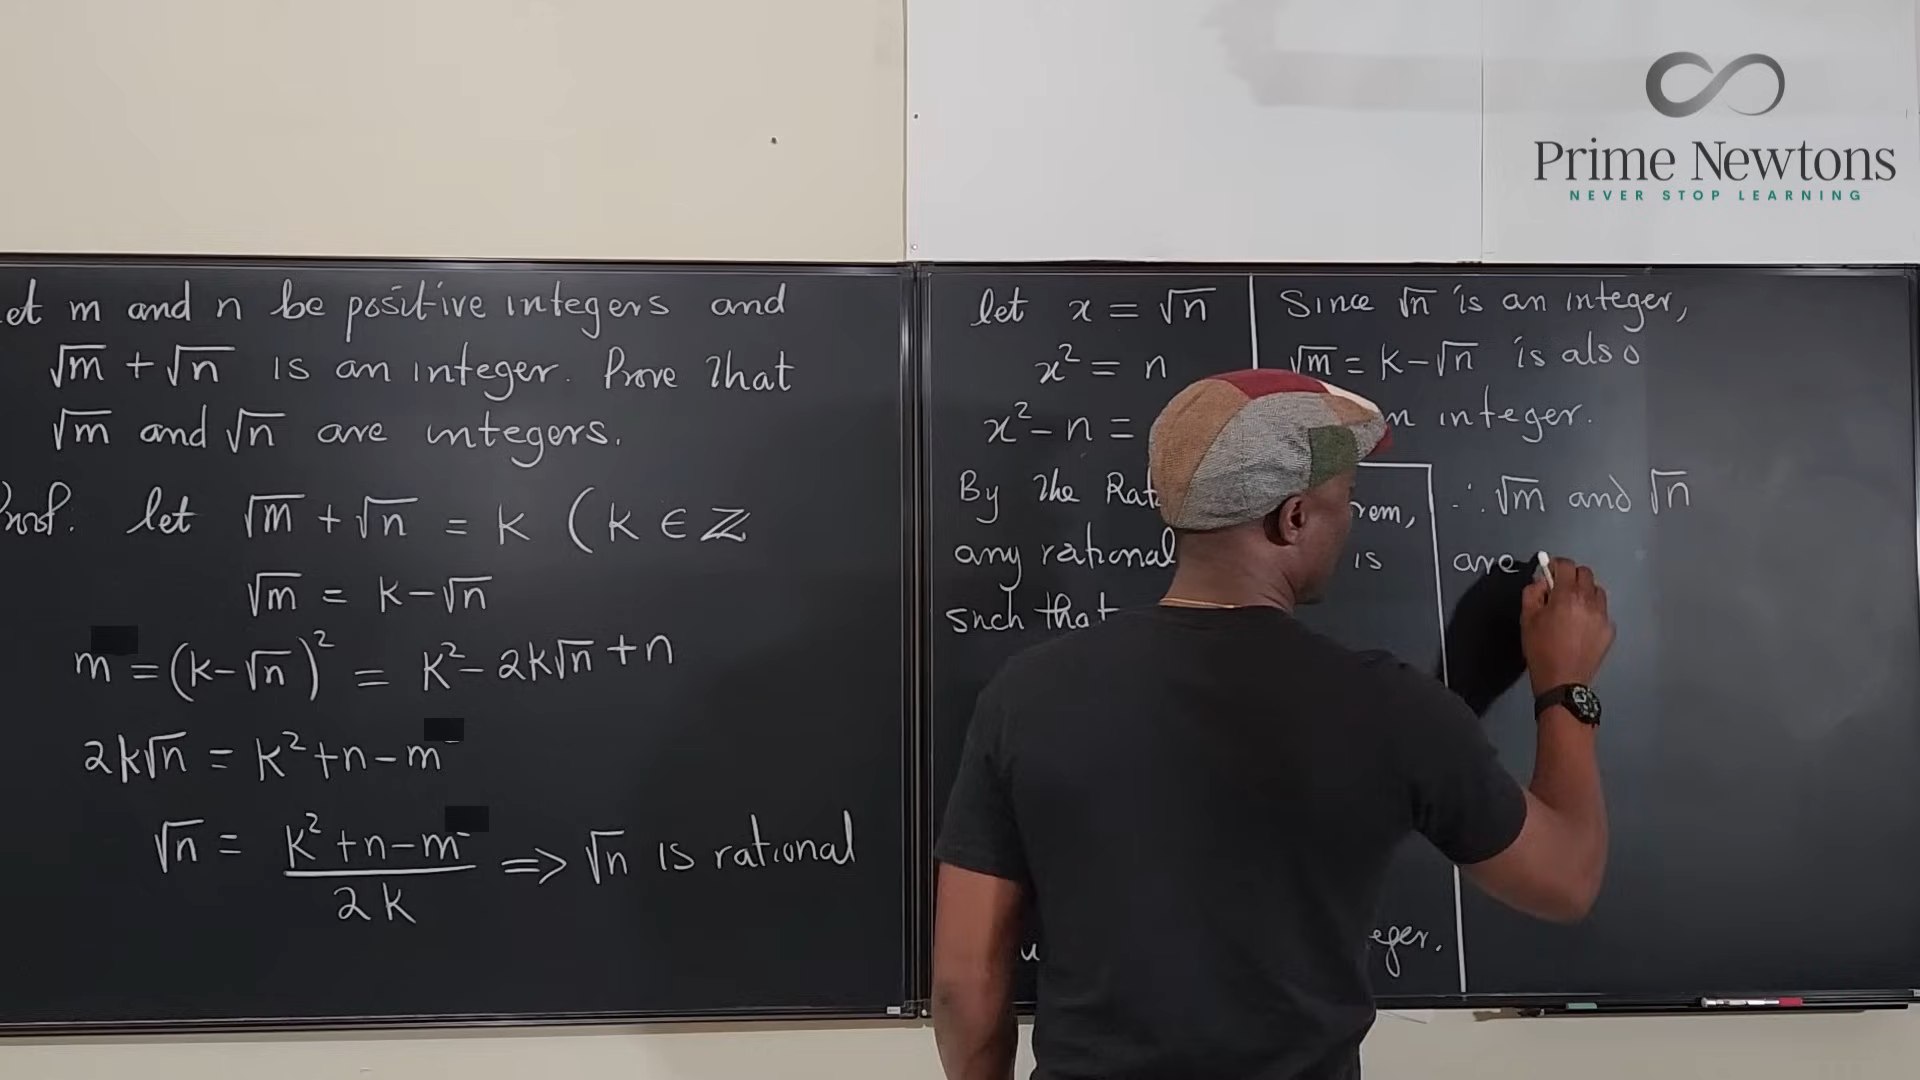 Prime Newtons
NEVER STOP LEARNING
et m and n be positive integers and
√m + √n is an integer. Prove that
√m and √n are integers.
Proof. let √m + √n = K (K ∈ ℤ
√m = K-√n
m = (K-√n)² = K² - 2K√n + n
2K√n = K² + n - m
√n = (K² + n - m) / 2K ⇒ √n is rational
let x = √n
x² = n
x² - n =
By the Rat rem,
any rational is
such that
eger.
Since √n is an integer,
√m = K-√n is also
n integer.
∴ √m and √n
are